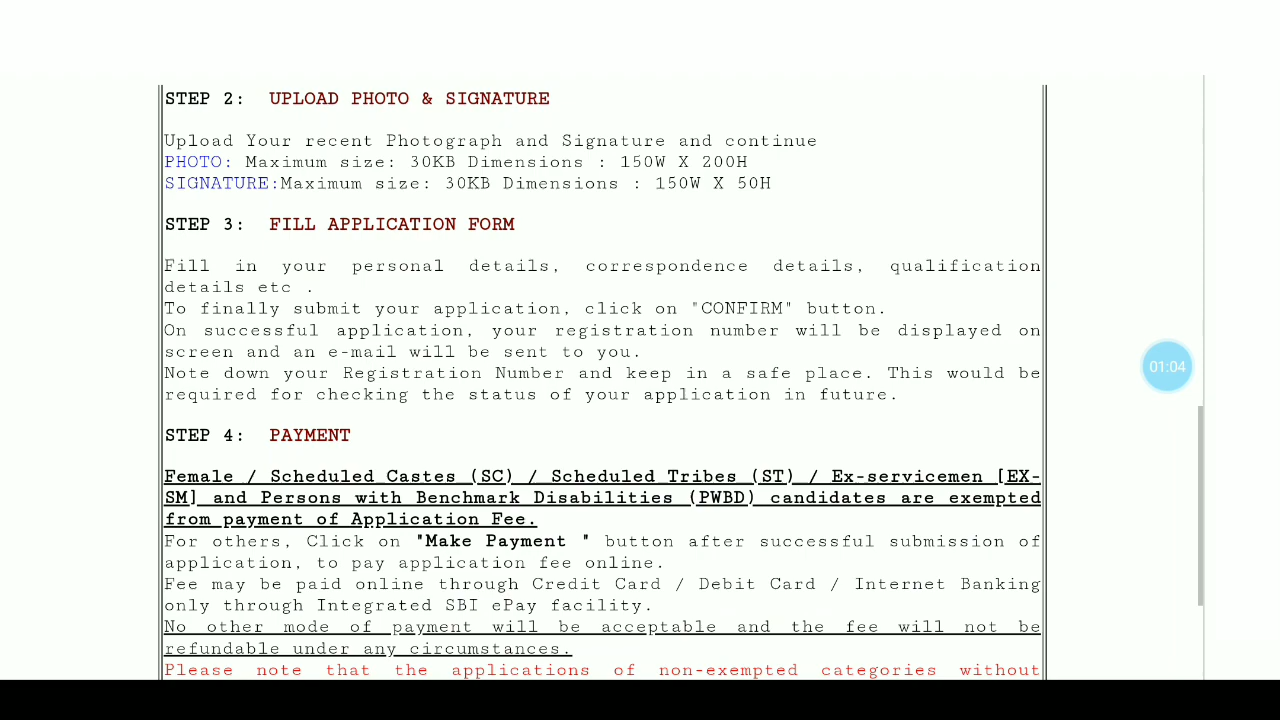 STEP 2: UPLOAD PHOTO & SIGNATURE
Upload Your recent Photograph and Signature and continue
PHOTO: Maximum size: 30KB Dimensions : 150W X 200H
SIGNATURE:Maximum size: 30KB Dimensions : 150W X 50H
STEP 3: FILL APPLICATION FORM
Fill in your personal details, correspondence details, qualification
details etc .
To finally submit your application, click on "CONFIRM" button.
On successful application, your registration number will be displayed on
screen and an e-mail will be sent to you.
Note down your Registration Number and keep in a safe place. This would be
required for checking the status of your application in future.
01:04
STEP 4: PAYMENT
Female / Scheduled Castes (SC) / Scheduled Tribes (ST) / Ex-servicemen [EX-
SM] and Persons with Benchmark Disabilities (PWBD) candidates are exempted
from payment of Application Fee.
For others, Click on "Make Payment " button after successful submission of
application, to pay application fee online.
Fee may be paid online through Credit Card / Debit Card / Internet Banking
only through Integrated SBI ePay facility.
No other mode of payment will be acceptable and the fee will not be
refundable under any circumstances.
Please note that the applications of non-exempted categories without